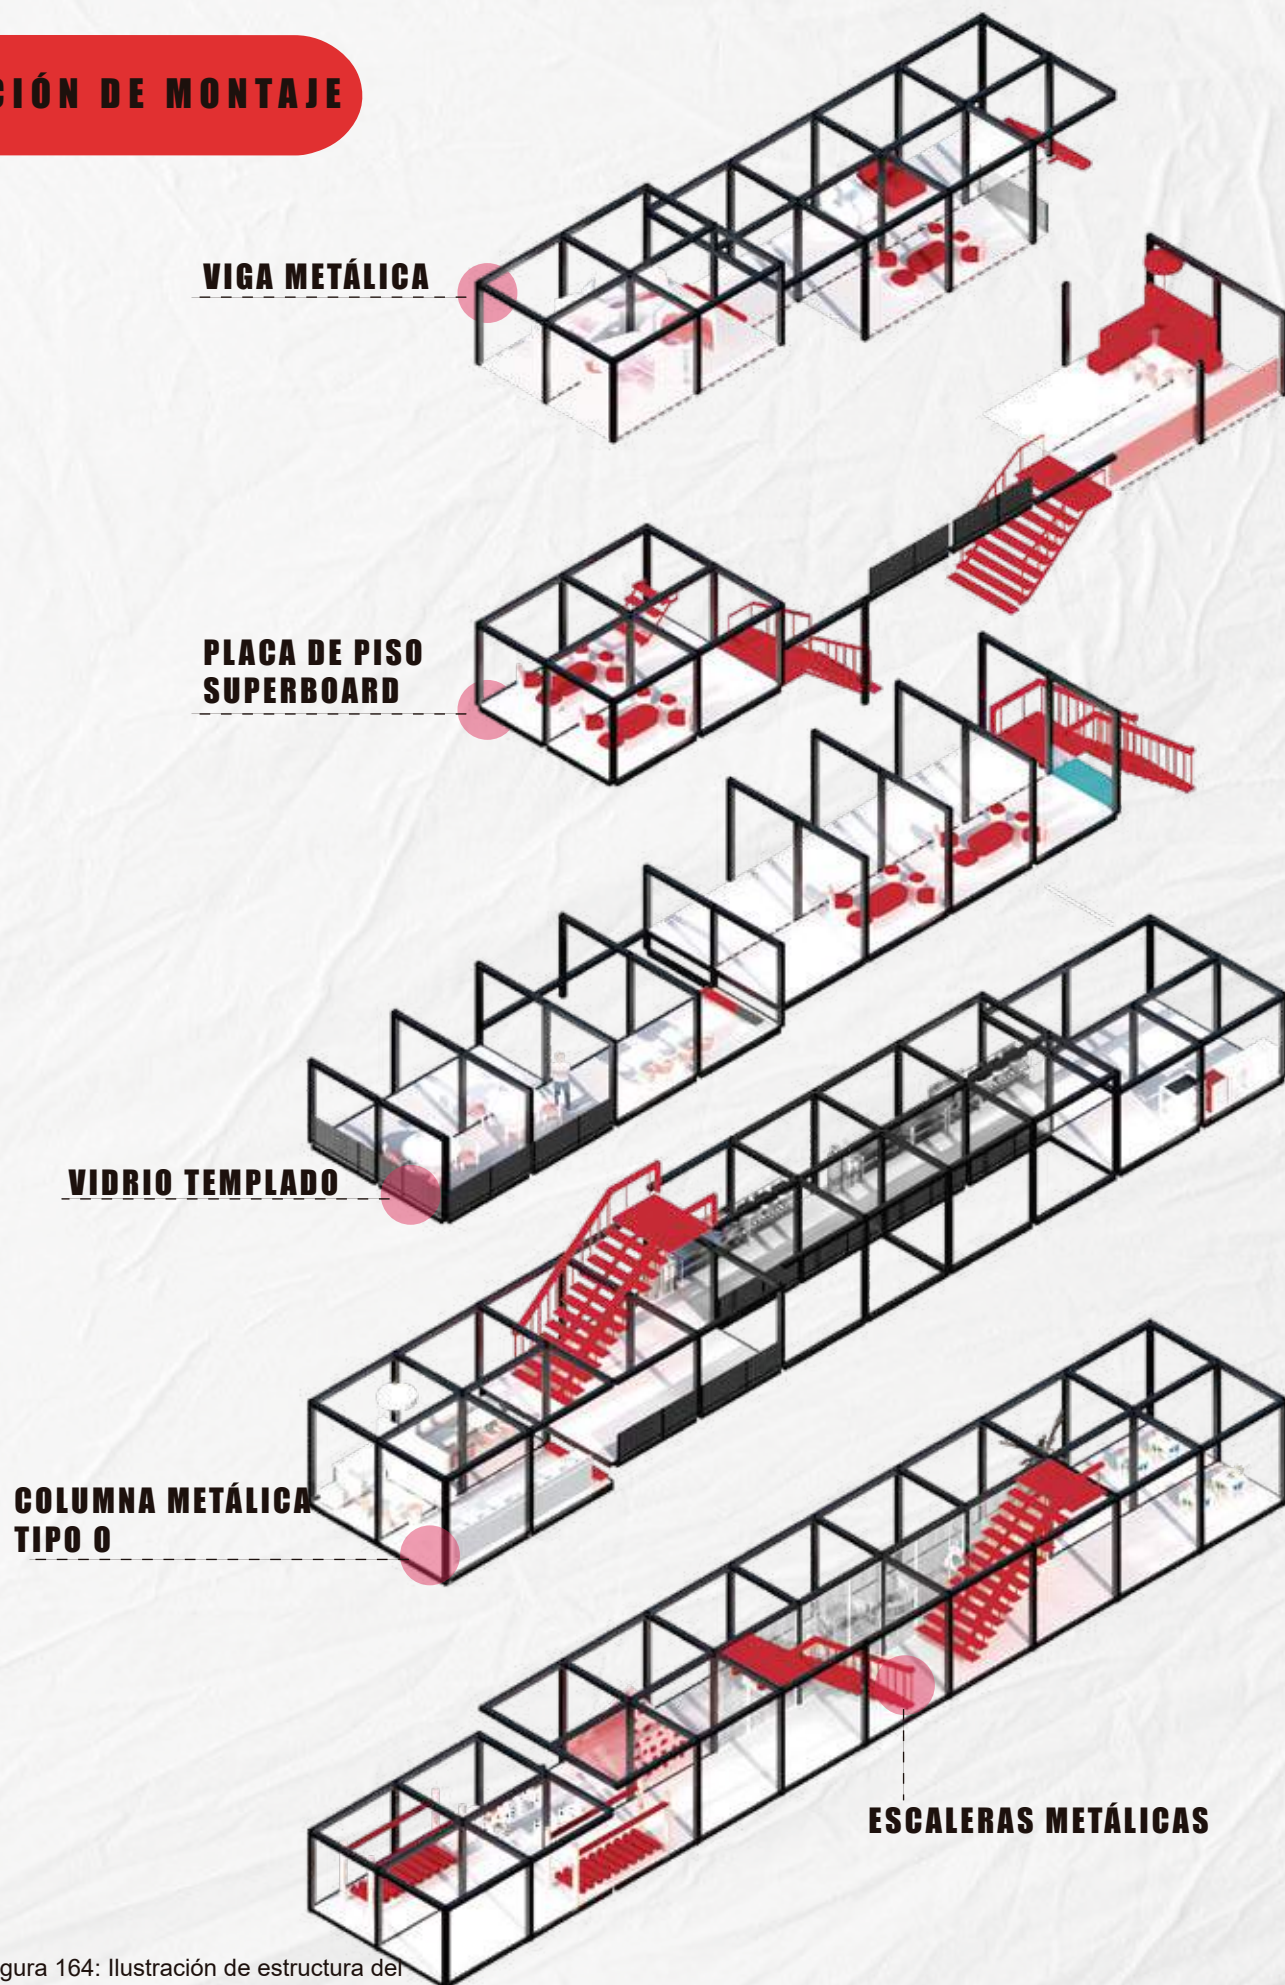 CIÓN DE MONTAJE
VIGA METÁLICA
PLACA DE PISO
SUPERBOARD
VIDRIO TEMPLADO
COLUMNA METÁLICA
TIPO O
ESCALERAS METÁLICAS
gura 164: Ilustración de estructura del